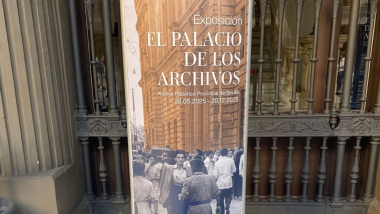 Exposición
EL PALACIO
DE LOS
ARCHIVOS
Archivo Histórico Provincial de Sevilla
20.05.2025 - 20.12.2025